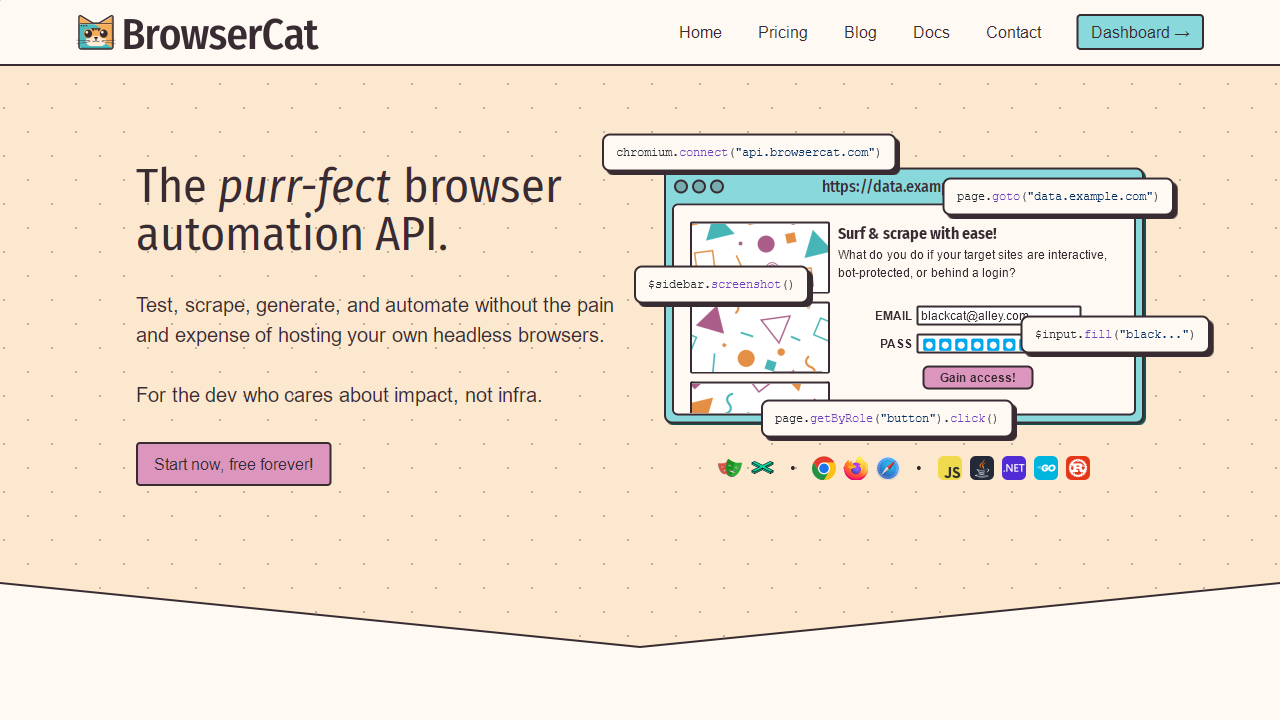 BrowserCat
Home
Pricing
Blog
Docs
Contact
Dashboard →
The purr-fect browser
automation API.
Test, scrape, generate, and automate without the pain
and expense of hosting your own headless browsers.
For the dev who cares about impact, not infra.
Start now, free forever!
chromium.connect("api.browsercat.com")
https://data.exam
page.goto("data.example.com")
Surf & scrape with ease!
What do you do if your target sites are interactive,
bot-protected, or behind a login?
$sidebar.screenshot()
EMAIL
blackcat@alley.com
$input.fill("black...")
PASS
Gain access!
page.getByRole("button").click()
JS
.NET
GO
R